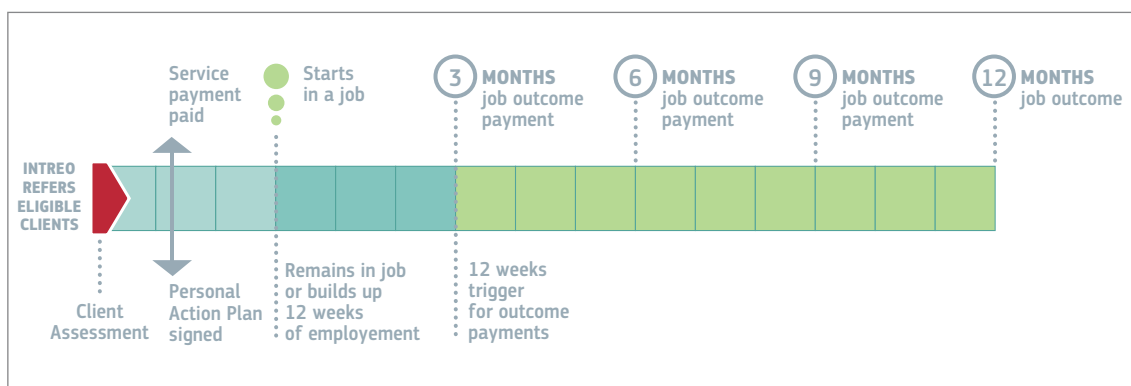 Service
payment
paid
Starts
in a job
3 MONTHS
job outcome
payment
6 MONTHS
job outcome
payment
9 MONTHS
job outcome
payment
12 MONTHS
job outcome
INTREO
REFERS
ELIGIBLE
CLIENTS
Client
Assessment
Personal
Action Plan
signed
Remains in job
or builds up
12 weeks
of employement
12 weeks
trigger
for outcome
payments